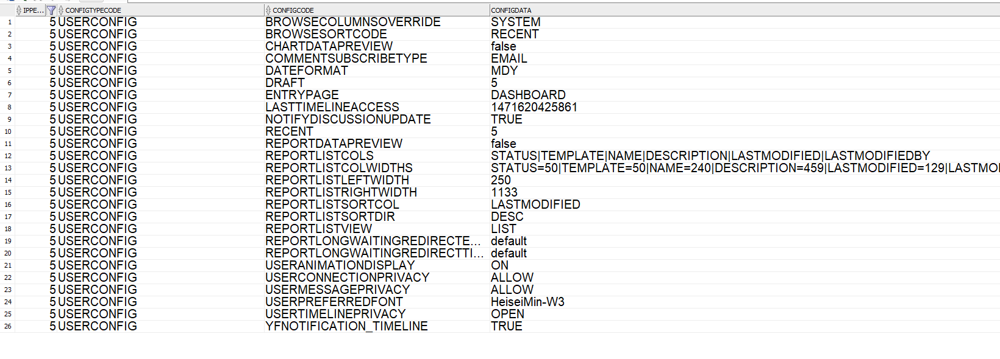 IPPE... CONFIGTYPECODE CONFIGCODE CONFIGDATA
1 5 USERCONFIG BROWSECOLUMNSOVERRIDE SYSTEM
2 5 USERCONFIG BROWSESORTCODE RECENT
3 5 USERCONFIG CHARTDATAPREVIEW false
4 5 USERCONFIG COMMENTSUBSCRIBETYPE EMAIL
5 5 USERCONFIG DATEFORMAT MDY
6 5 USERCONFIG DRAFT 5
7 5 USERCONFIG ENTRYPAGE DASHBOARD
8 5 USERCONFIG LASTTIMELINEACCESS 1471620425861
9 5 USERCONFIG NOTIFYDISCUSSIONUPDATE TRUE
10 5 USERCONFIG RECENT 5
11 5 USERCONFIG REPORTDATAPREVIEW false
12 5 USERCONFIG REPORTLISTCOLS STATUS|TEMPLATE|NAME|DESCRIPTION|LASTMODIFIED|LASTMODIFIEDBY
13 5 USERCONFIG REPORTLISTCOLWIDTHS STATUS=50|TEMPLATE=50|NAME=240|DESCRIPTION=459|LASTMODIFIED=129|LASTMO
14 5 USERCONFIG REPORTLISTLEFTWIDTH 250
15 5 USERCONFIG REPORTLISTRIGHTWIDTH 1133
16 5 USERCONFIG REPORTLISTSORTCOL LASTMODIFIED
17 5 USERCONFIG REPORTLISTSORTDIR DESC
18 5 USERCONFIG REPORTLISTVIEW LIST
19 5 USERCONFIG REPORTLONGWAITINGREDIRECTE... default
20 5 USERCONFIG REPORTLONGWAITINGREDIRECTTI... default
21 5 USERCONFIG USERANIMATIONDISPLAY ON
22 5 USERCONFIG USERCONNECTIONPRIVACY ALLOW
23 5 USERCONFIG USERMESSAGEPRIVACY ALLOW
24 5 USERCONFIG USERPREFERREDFONT HeiseiMin-W3
25 5 USERCONFIG USERTIMELINEPRIVACY OPEN
26 5 USERCONFIG YFNOTIFICATION_TIMELINE TRUE